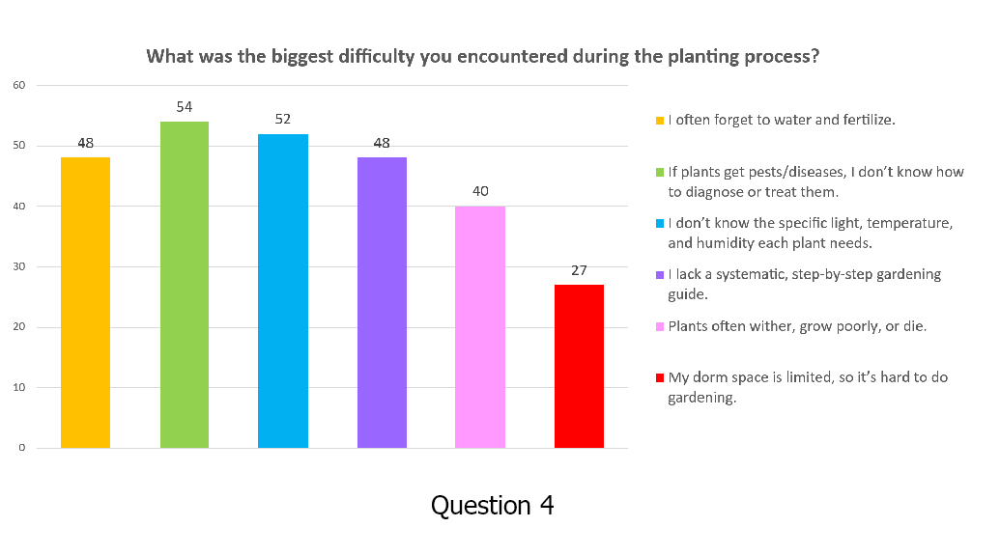 What was the biggest difficulty you encountered during the planting process?
60
50
40
30
20
10
0
48
54
52
48
40
27
I often forget to water and fertilize.
If plants get pests/diseases, I don’t know how
to diagnose or treat them.
I don’t know the specific light, temperature,
and humidity each plant needs.
I lack a systematic, step-by-step gardening
guide.
Plants often wither, grow poorly, or die.
My dorm space is limited, so it’s hard to do
gardening.
Question 4